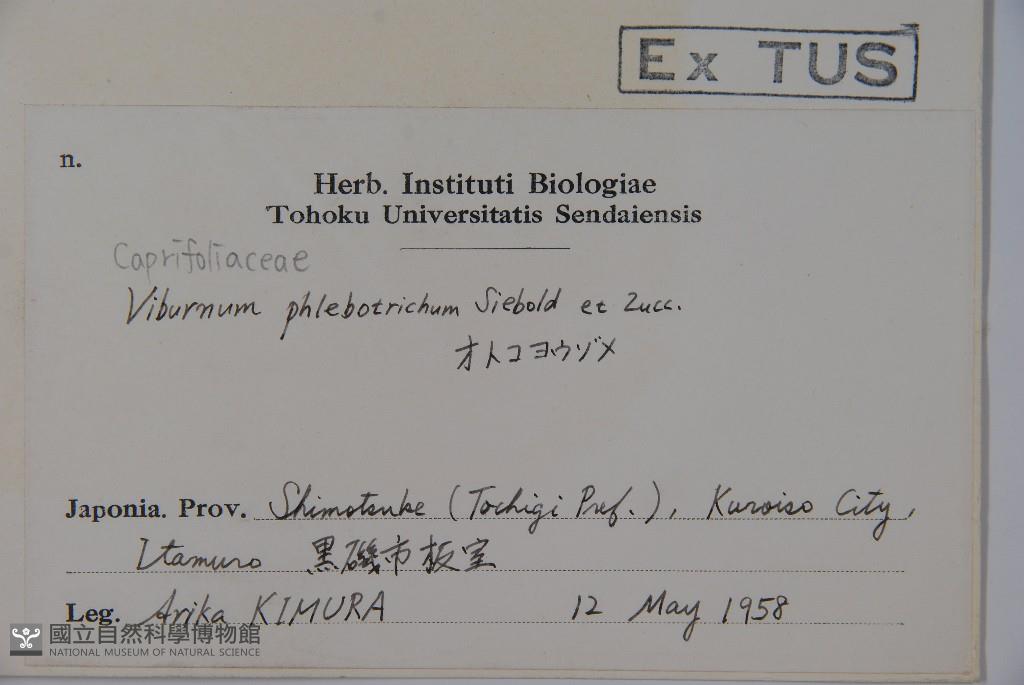 Ex TUS
n.
Herb. Instituti Biologiae
Tohoku Universitatis Sendaiensis
Caprifoliaceae
Viburnum phlebotrichum Siebold et Zucc.
オトコヨウゾメ
Japonia. Prov. Shimotsuke (Tochigi Pref.), Kuroiso City,
Itamuro 黒磯市板室
Leg. Arika KIMURA 12 May 1958
國立自然科學博物館
NATIONAL MUSEUM OF NATURAL SCIENCE